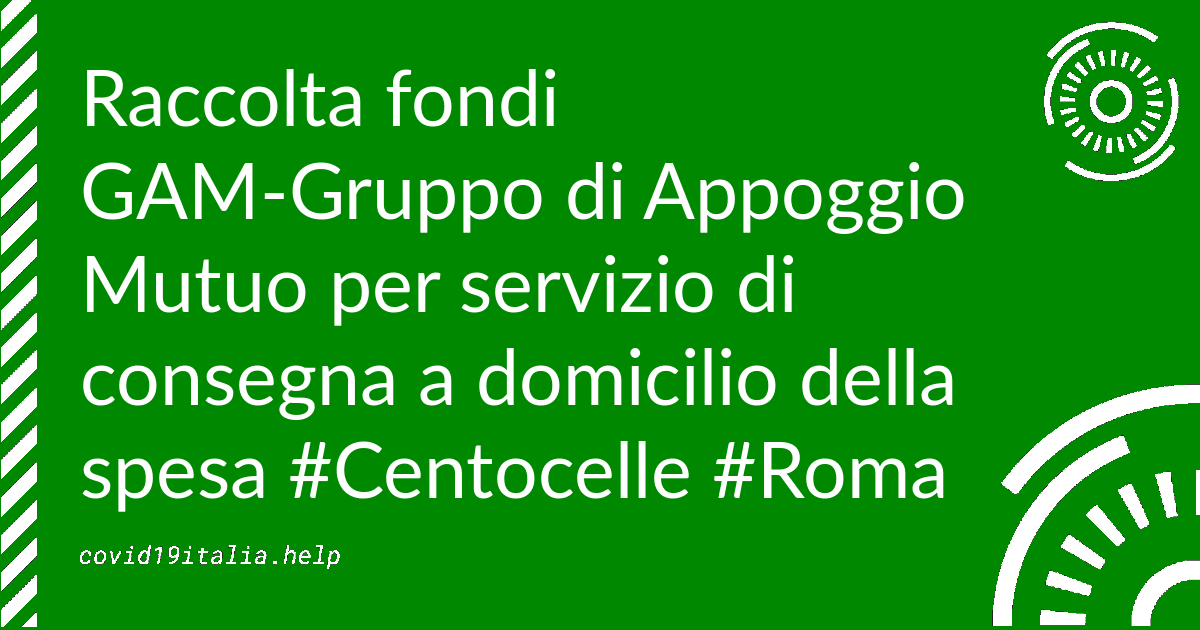 Raccolta fondi
GAM-Gruppo di Appoggio
Mutuo per servizio di
consegna a domicilio della
spesa #Centocelle #Roma
covid19italia.help